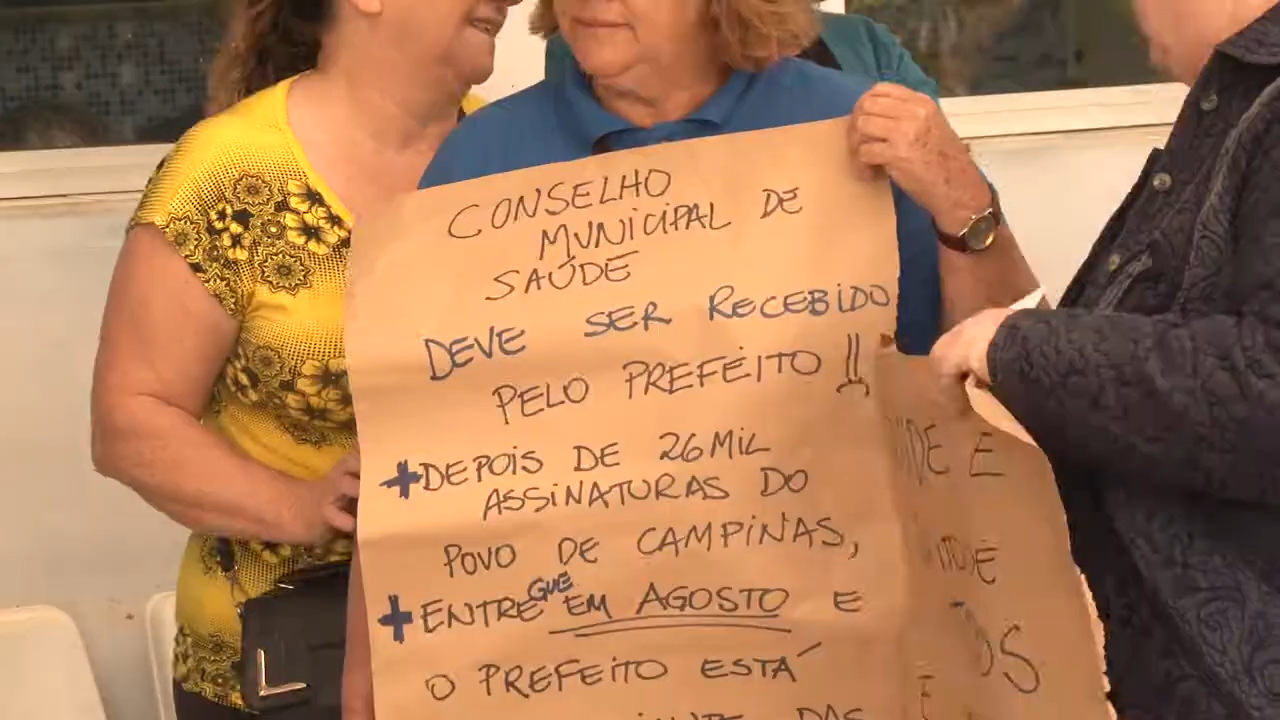 CONSELHO
MUNICIPAL DE
SAÚDE
DEVE SER RECEBIDO
PELO PREFEITO !!
+DEPOIS DE 26 MIL
ASSINATURAS DO
POVO DE CAMPINAS,
+ENTREGUE EM AGOSTO E
O PREFEITO ESTÁ
DAS
E